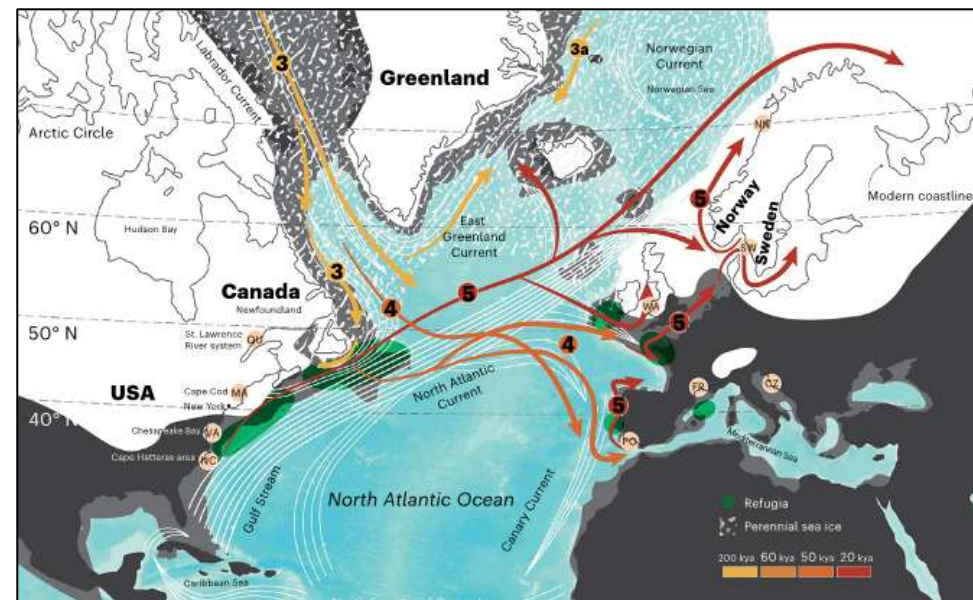 3
3a
Norwegian
Current
Norwegian Sea
Labrador Current
Greenland
Arctic Circle
NK
Modern coastline
5
Norway
Sweden
60° N
Hudson Bay
East
Greenland
Current
SW
3
5
Canada
Newfoundland
4
WA
5
50° N
St. Lawrence
River system
QU
4
USA
Cape Cod
MA
New York
North Atlantic
Current
5
FR
CZ
40° N
Chesapeake Bay
VA
PO
Mediterranean Sea
Cape Hatteras area
NC
Gulf Stream
North Atlantic Ocean
Canary Current
Refugia
Perennial sea ice
200 kya 60 kya 50 kya 20 kya
Caribbean Sea